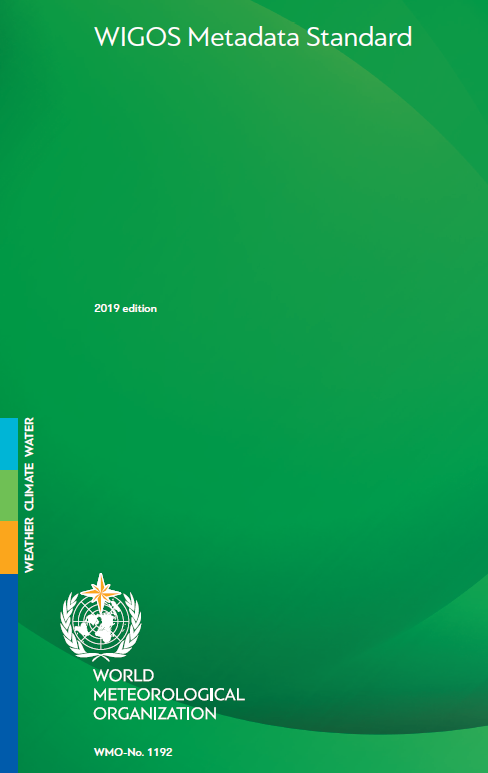 WIGOS Metadata Standard
2019 edition
WEATHER CLIMATE WATER
WORLD
METEOROLOGICAL
ORGANIZATION
WMO-No. 1192